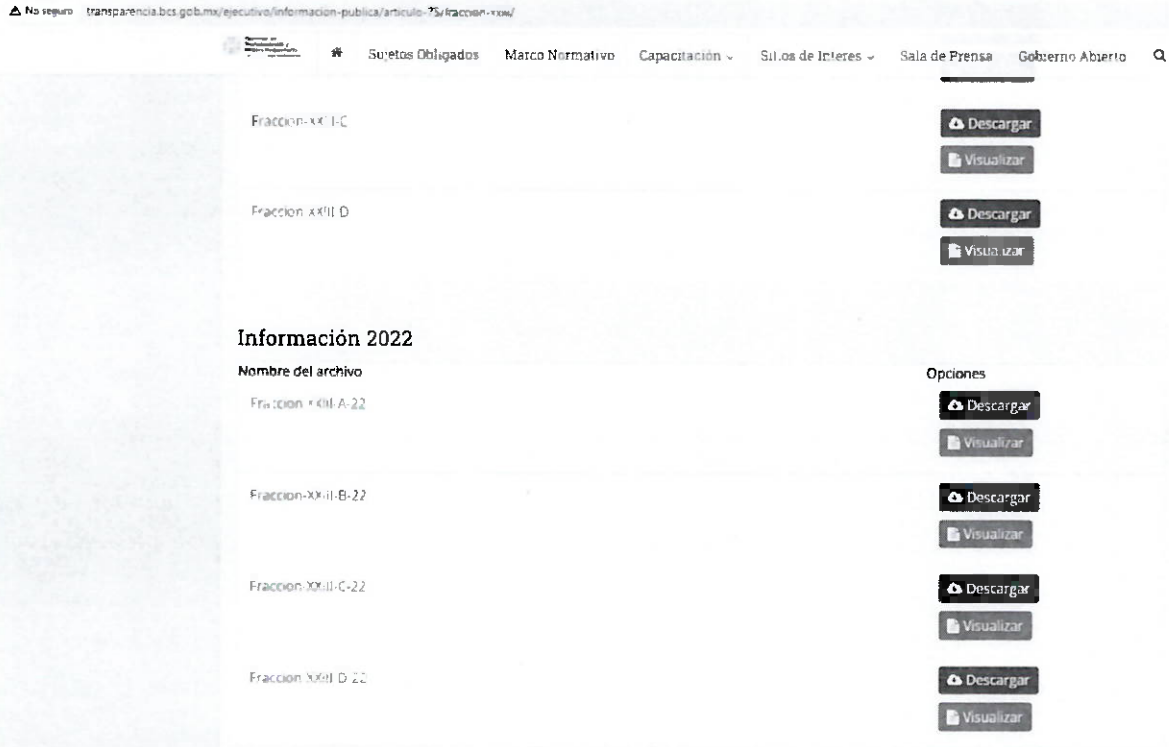 No seguro transparencia.bcs.gob.mx/ejecutivo/informacion-publica/articulo-75/
Sujetos Obligados Marco Normativo Capacitación Sitios de Interes Sala de Prensa Gobierno Abierto
Descargar
Visualizar
Fraccion-XXIII-D
Descargar
Visualizar
Información 2022
Nombre del archivo Opciones
Fraccion-XXIII-A-22 Descargar
Visualizar
Fraccion-XXIII-B-22 Descargar
Visualizar
Fraccion-XXIII-C-22 Descargar
Visualizar
Fraccion-XXIII-D-22 Descargar
Visualizar